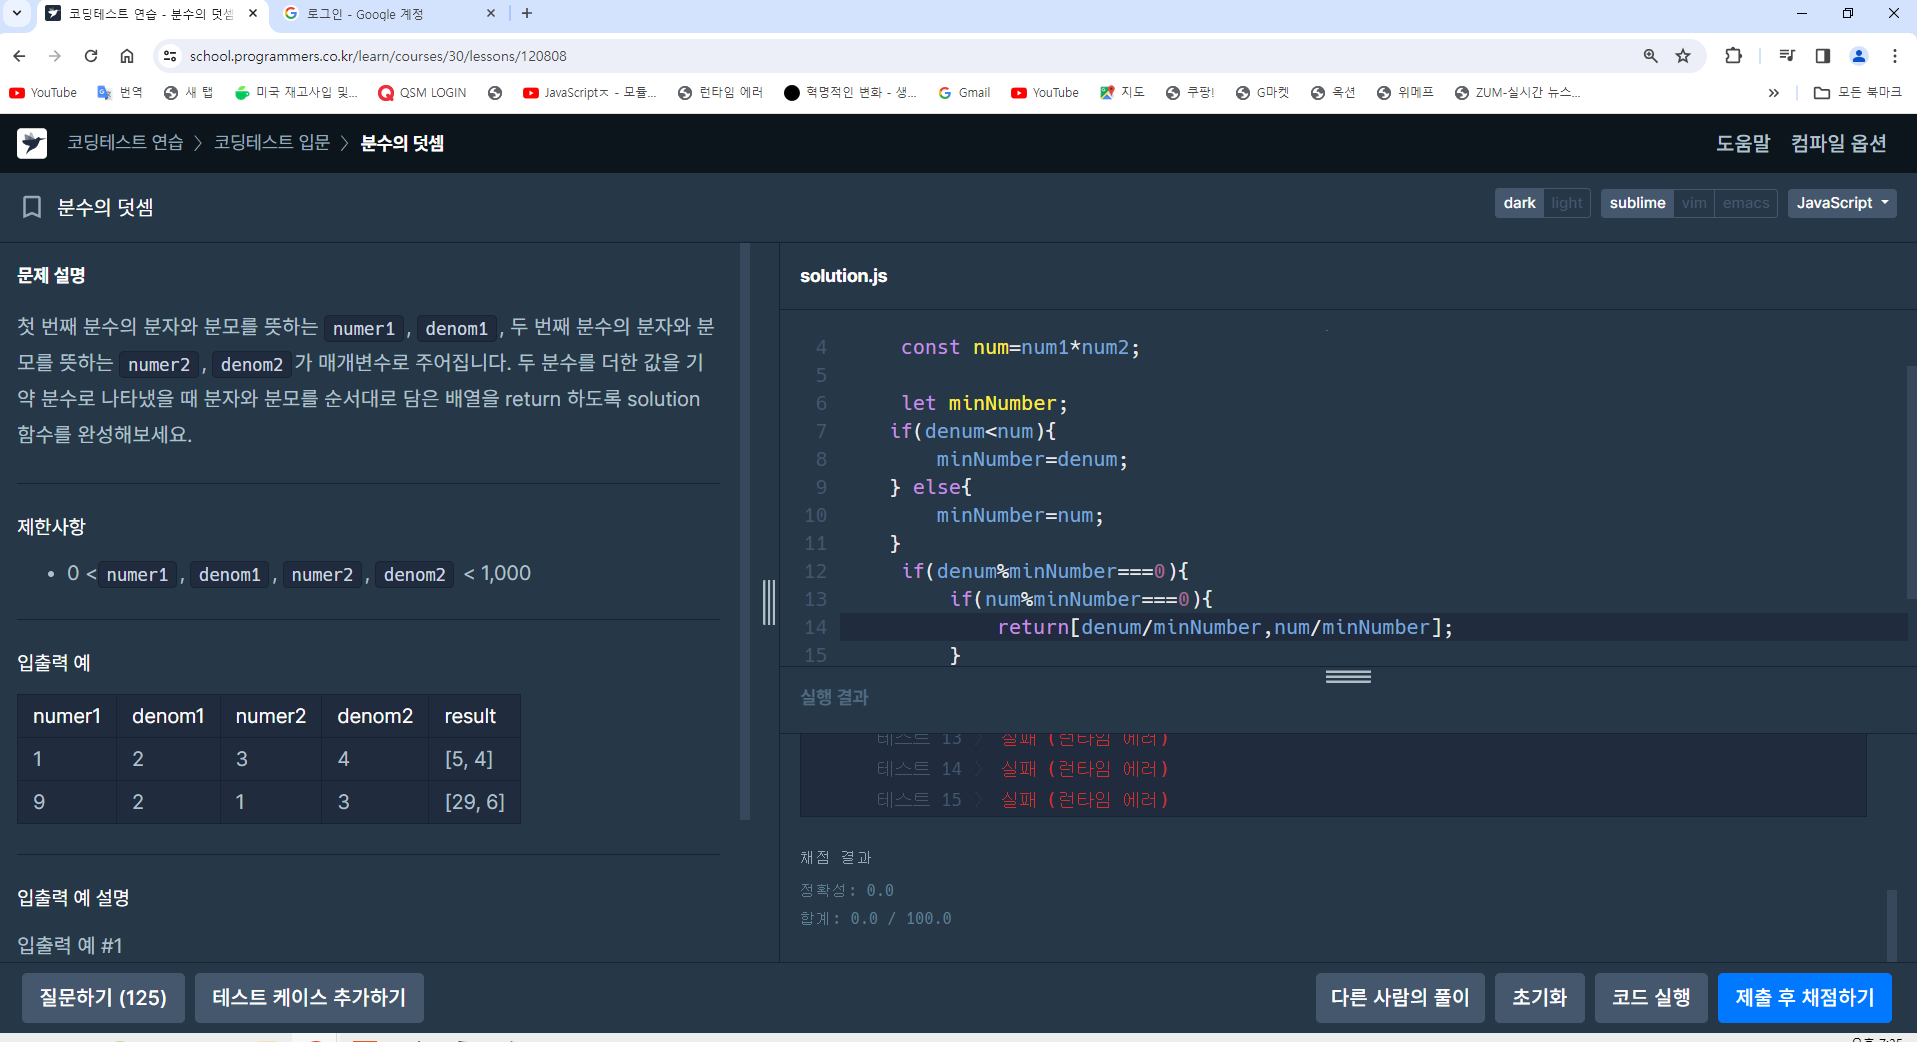 코딩테스트 연습 - 분수의 덧셈
로그인 - Google 계정
school.programmers.co.kr/learn/courses/30/lessons/120808
YouTube 번역 새 탭 미국 재고사입 및... QSM LOGIN JavaScriptㅈ - 모듈... 런타임 에러 혁명적인 변화 - 생... Gmail YouTube 지도 쿠팡! G마켓 옥션 위메프 ZUM-실시간 뉴스... » 모든 북마크
코딩테스트 연습 > 코딩테스트 입문 > 분수의 덧셈
도움말 컴파일 옵션
분수의 덧셈
dark light sublime vim emacs JavaScript
문제 설명
첫 번째 분수의 분자와 분모를 뜻하는 numer1, denom1, 두 번째 분수의 분자와 분
모를 뜻하는 numer2, denom2가 매개변수로 주어집니다. 두 분수를 더한 값을 기
약 분수로 나타냈을 때 분자와 분모를 순서대로 담은 배열을 return 하도록 solution
함수를 완성해보세요.
제한사항
• 0 < numer1, denom1, numer2, denom2 < 1,000
입출력 예
numer1 denom1 numer2 denom2 result
1 2 3 4 [5, 4]
9 2 1 3 [29, 6]
입출력 예 설명
입출력 예 #1
solution.js
4 const num=num1*num2;
5
6 let minNumber;
7 if(denum<num){
8 minNumber=denum;
9 } else{
10 minNumber=num;
11 }
12 if(denum%minNumber===0){
13 if(num%minNumber===0){
14 return[denum/minNumber,num/minNumber];
15 }
실행 결과
테스트 13 > 실패 (런타임 에러)
테스트 14 > 실패 (런타임 에러)
테스트 15 > 실패 (런타임 에러)
채점 결과
정확성: 0.0
합계: 0.0 / 100.0
질문하기 (125) 테스트 케이스 추가하기
다른 사람의 풀이 초기화 코드 실행 제출 후 채점하기